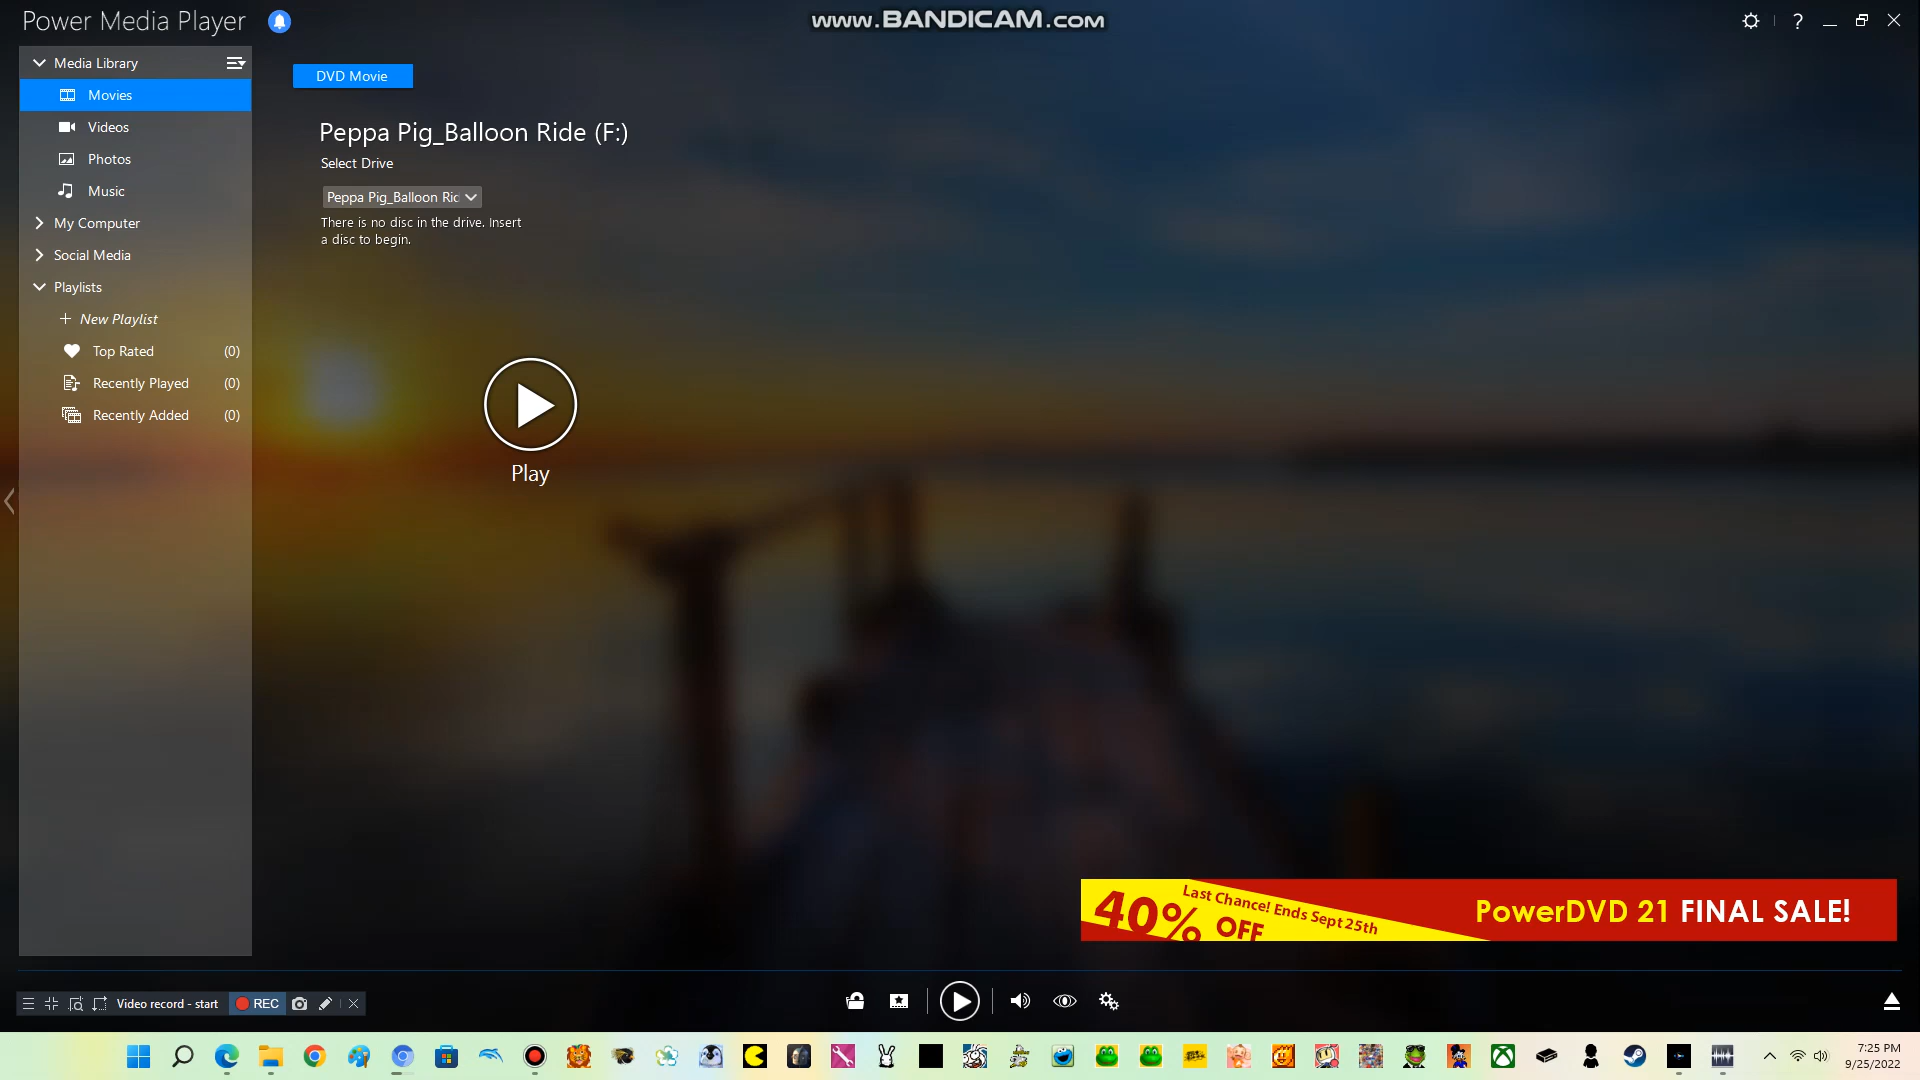 Power Media Player
www.BANDICAM.com
?
Media Library
DVD Movie
Movies
Videos
Photos
Music
My Computer
Social Media
Playlists
New Playlist
Top Rated (0)
Recently Played (0)
Recently Added (0)
Peppa Pig_Balloon Ride (F:)
Select Drive
Peppa Pig_Balloon Ric
There is no disc in the drive. Insert
a disc to begin.
Play
40% OFF
Last Chance! Ends Sept 25th
PowerDVD 21 FINAL SALE!
Video record - start
REC
7:25 PM
9/25/2022